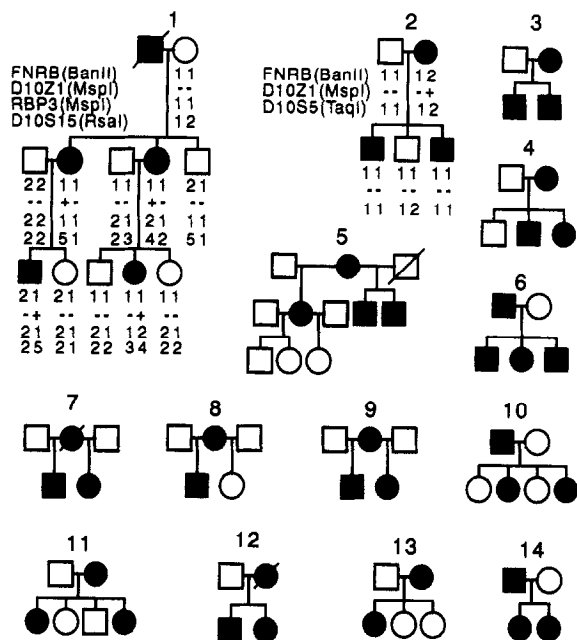 1
FNRB(BanII) 11
D10Z1(MspI) --
RBP3(MspI) 11
D10S15(RsaI) 12
22 11 11 11 21
-- +- -- +- --
22 11 21 21 11
22 51 23 42 51
21 21 11 11 11
-+ -- -- -+ --
21 21 21 12 21
25 21 22 34 22
2
FNRB(BanII) 11 12
D10Z1(MspI) -- -+
D10S5(TaqI) 11 12
11 11 11
-- -- --
11 12 11
3
4
5
6
7 8 9 10
11 12 13 14